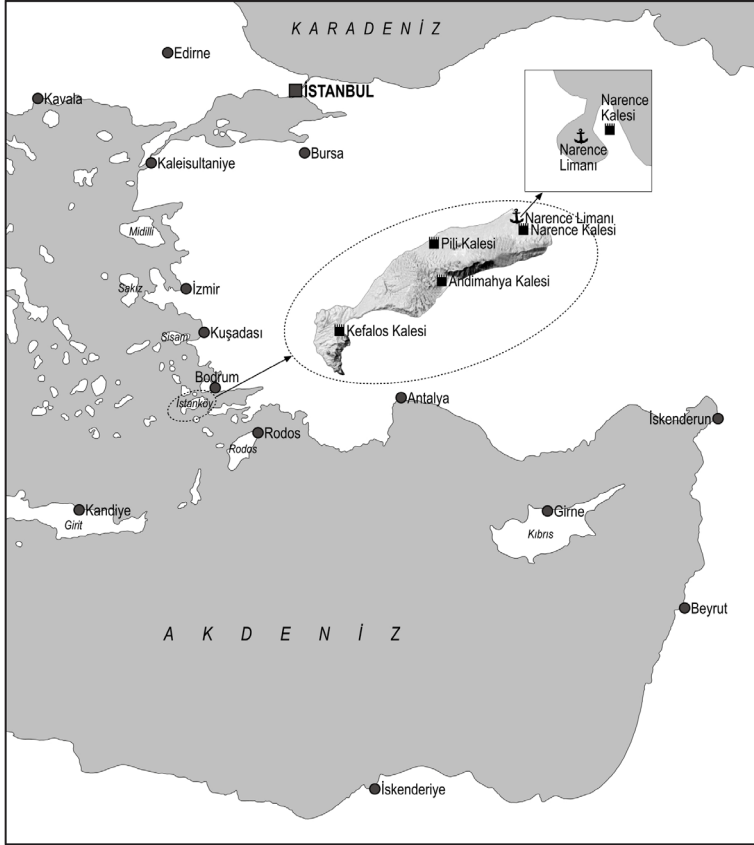 KARADENİZ
Edirne
İSTANBUL
Kavala
Bursa
Kaleisultaniye
Narence
Kalesi
Narence
Limanı
Midilli
Narence Limanı
Narence Kalesi
Pili Kalesi
Andimahya Kalesi
Sakız
İzmir
Sisam
Kuşadası
Kefalos Kalesi
Bodrum
İstanköy
Antalya
İskenderun
Rodos
Rodos
Kandiye
Girit
Girne
Kıbrıs
Beyrut
AKDENİZ
İskenderiye